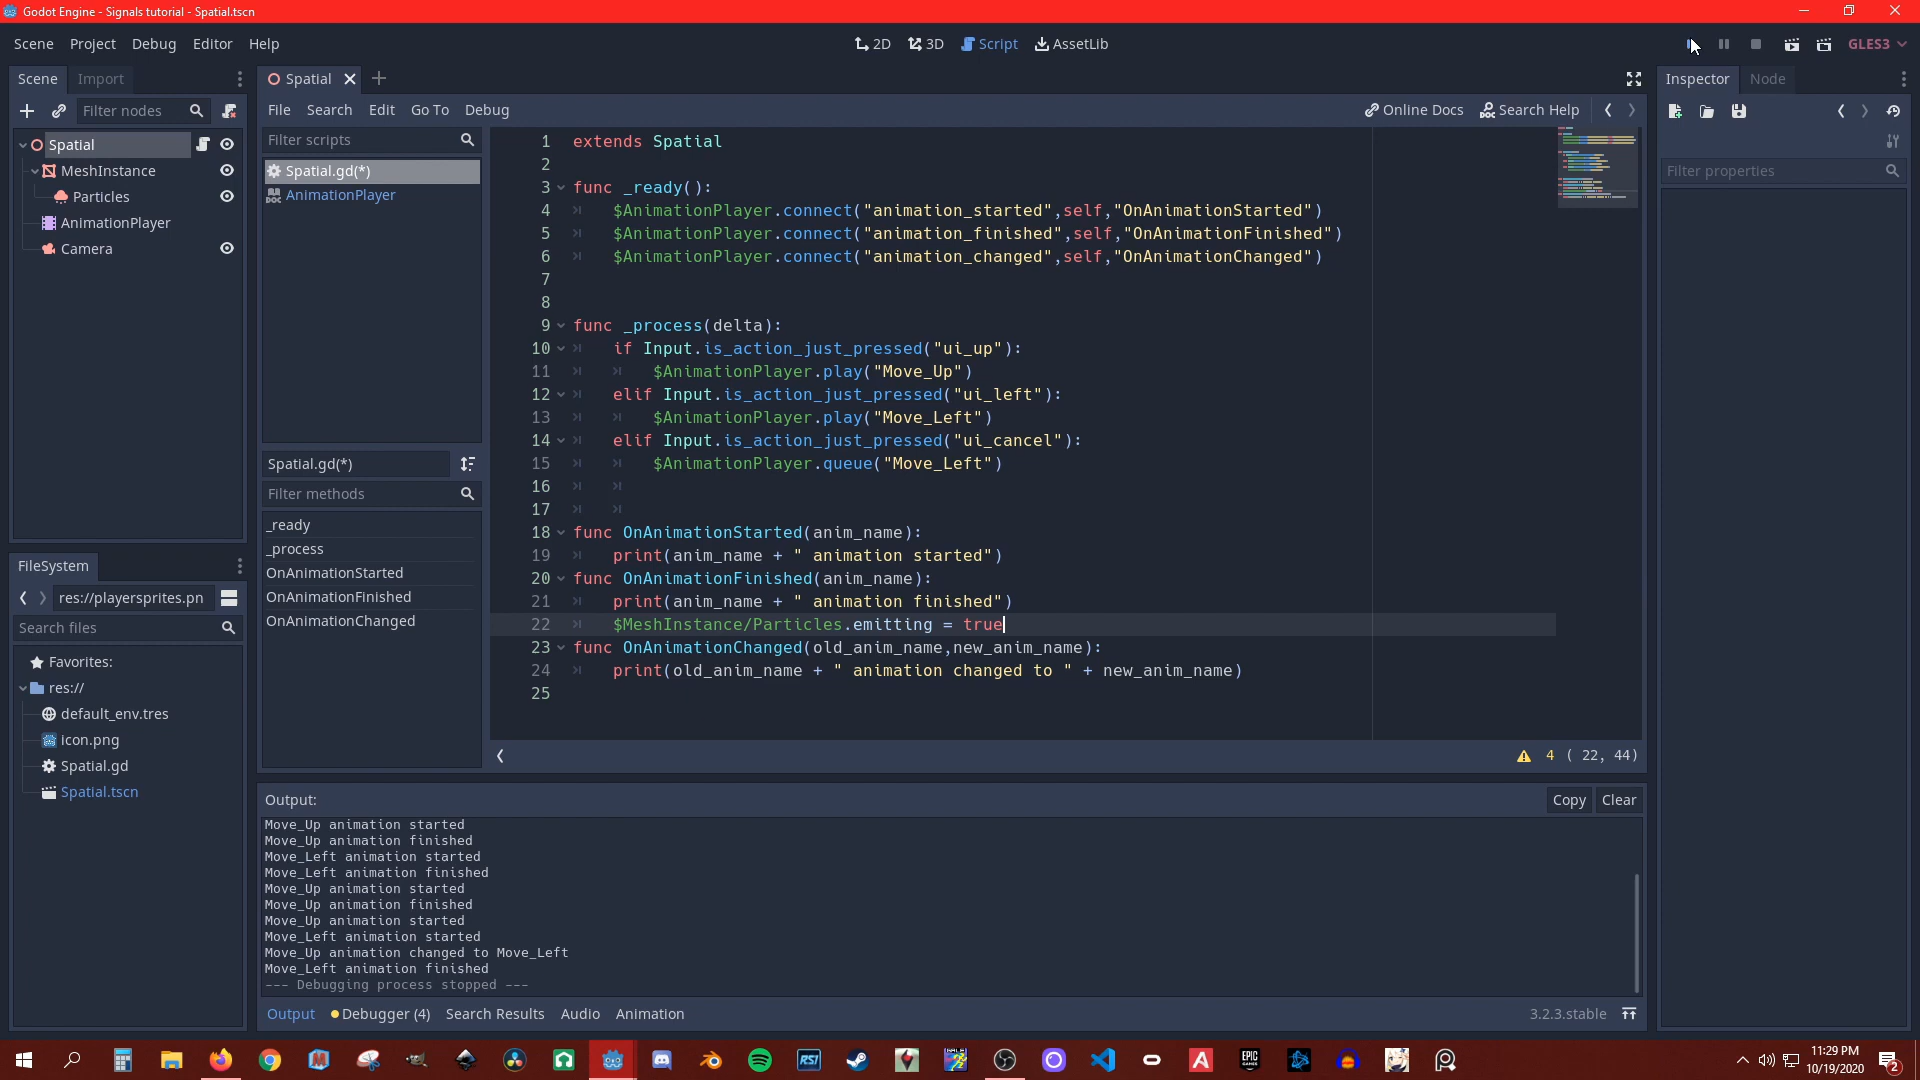 Godot Engine - Signals tutorial - Spatial.tscn
Scene Project Debug Editor Help
2D 3D Script AssetLib
GLES3
Scene Import
Filter nodes
Spatial
MeshInstance
Particles
AnimationPlayer
Camera
FileSystem
res://playersprites.pn
Search files
Favorites:
res://
default_env.tres
icon.png
Spatial.gd
Spatial.tscn
Spatial
File Search Edit Go To Debug
Online Docs Search Help
Filter scripts
Spatial.gd(*)
AnimationPlayer
Spatial.gd(*)
Filter methods
_ready
_process
OnAnimationStarted
OnAnimationFinished
OnAnimationChanged
1 extends Spatial
2
3 func _ready():
4 $AnimationPlayer.connect("animation_started",self,"OnAnimationStarted")
5 $AnimationPlayer.connect("animation_finished",self,"OnAnimationFinished")
6 $AnimationPlayer.connect("animation_changed",self,"OnAnimationChanged")
7
8
9 func _process(delta):
10 if Input.is_action_just_pressed("ui_up"):
11 $AnimationPlayer.play("Move_Up")
12 elif Input.is_action_just_pressed("ui_left"):
13 $AnimationPlayer.play("Move_Left")
14 elif Input.is_action_just_pressed("ui_cancel"):
15 $AnimationPlayer.queue("Move_Left")
16
17
18 func OnAnimationStarted(anim_name):
19 print(anim_name + " animation started")
20 func OnAnimationFinished(anim_name):
21 print(anim_name + " animation finished")
22 $MeshInstance/Particles.emitting = true
23 func OnAnimationChanged(old_anim_name,new_anim_name):
24 print(old_anim_name + " animation changed to " + new_anim_name)
25
4 ( 22, 44)
Output:
Copy Clear
Move_Up animation started
Move_Up animation finished
Move_Left animation started
Move_Left animation finished
Move_Up animation started
Move_Up animation finished
Move_Up animation started
Move_Left animation started
Move_Up animation changed to Move_Left
Move_Left animation finished
--- Debugging process stopped ---
Output Debugger (4) Search Results Audio Animation
3.2.3.stable
Inspector Node
Filter properties
RSI
EPIC GAMES
11:29 PM
10/19/2020
2